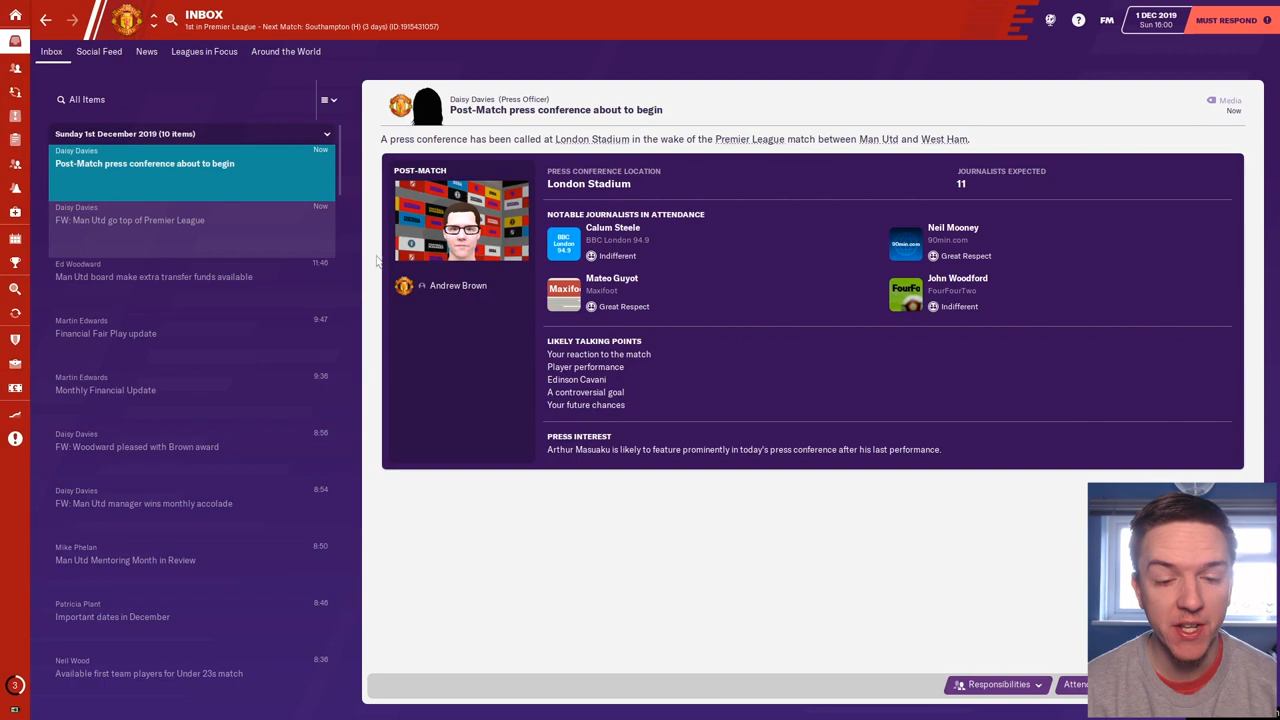 INBOX
1st in Premier League - Next Match: Southampton (H) (3 days) (ID:1915431057)
FM
1 DEC 2019
Sun 16:00
MUST RESPOND
Inbox
Social Feed
News
Leagues in Focus
Around the World
All Items
Sunday 1st December 2019 (10 items)
Daisy Davies
Now
Post-Match press conference about to begin
Daisy Davies
Now
FW: Man Utd go top of Premier League
Ed Woodward
11:46
Man Utd board make extra transfer funds available
Martin Edwards
9:47
Financial Fair Play update
Martin Edwards
9:36
Monthly Financial Update
Daisy Davies
8:56
FW: Woodward pleased with Brown award
Daisy Davies
8:54
FW: Man Utd manager wins monthly accolade
Mike Phelan
8:50
Man Utd Mentoring Month in Review
Patricia Plant
8:46
Important dates in December
Neil Wood
8:36
Available first team players for Under 23s match
3
Daisy Davies (Press Officer)
Post-Match press conference about to begin
Media
Now
A press conference has been called at London Stadium in the wake of the Premier League match between Man Utd and West Ham.
POST-MATCH
Andrew Brown
PRESS CONFERENCE LOCATION
London Stadium
JOURNALISTS EXPECTED
11
NOTABLE JOURNALISTS IN ATTENDANCE
BBC
London
94.9
Calum Steele
BBC London 94.9
Indifferent
90min.com
Neil Mooney
90min.com
Great Respect
Maxifo
Mateo Guyot
Maxifoot
Great Respect
FourFo
John Woodford
FourFourTwo
Indifferent
LIKELY TALKING POINTS
Your reaction to the match
Player performance
Edinson Cavani
A controversial goal
Your future chances
PRESS INTEREST
Arthur Masuaku is likely to feature prominently in today's press conference after his last performance.
Responsibilities
Attend